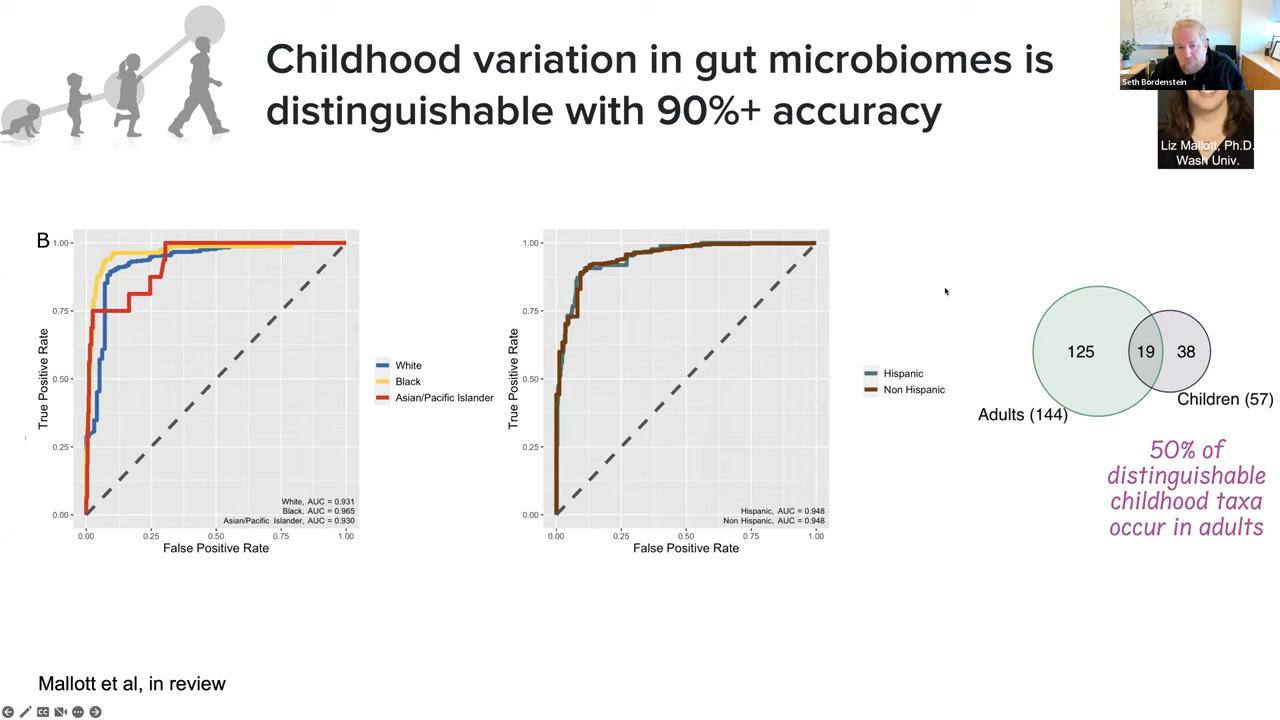 Childhood variation in gut microbiomes is
distinguishable with 90%+ accuracy
Seth Bordenstein
Liz Mallott, Ph.D.
Wash Univ.
B
1.00
0.75
0.50
0.25
0.00
True Positive Rate
White, AUC = 0.931
Black, AUC = 0.965
Asian/Pacific Islander, AUC = 0.930
0.00 0.25 0.50 0.75 1.00
False Positive Rate
White
Black
Asian/Pacific Islander
1.00
0.75
0.50
0.25
0.00
True Positive Rate
Hispanic, AUC = 0.948
Non Hispanic, AUC = 0.948
0.00 0.25 0.50 0.75 1.00
False Positive Rate
Hispanic
Non Hispanic
125 19 38
Children (57)
Adults (144)
50% of
distinguishable
childhood taxa
occur in adults
Mallott et al, in review
CC